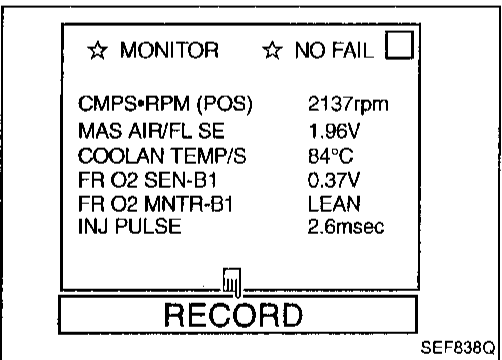 ☆ MONITOR ☆ NO FAIL
CMPS•RPM (POS) 2137rpm
MAS AIR/FL SE 1.96V
COOLAN TEMP/S 84°C
FR O2 SEN-B1 0.37V
FR O2 MNTR-B1 LEAN
INJ PULSE 2.6msec
RECORD
SEF838Q